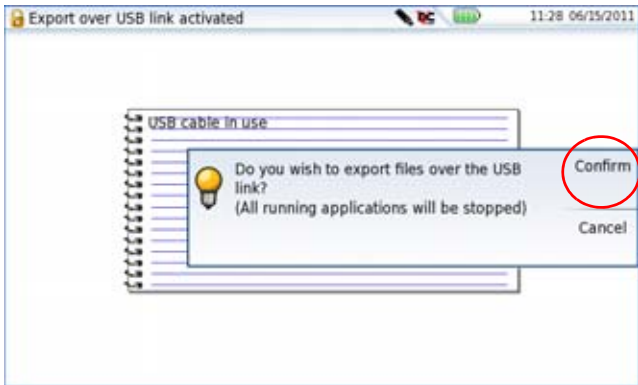 Export over USB link activated
11:28 06/15/2011
USB cable in use
Do you wish to export files over the USB
link?
(All running applications will be stopped)
Confirm
Cancel